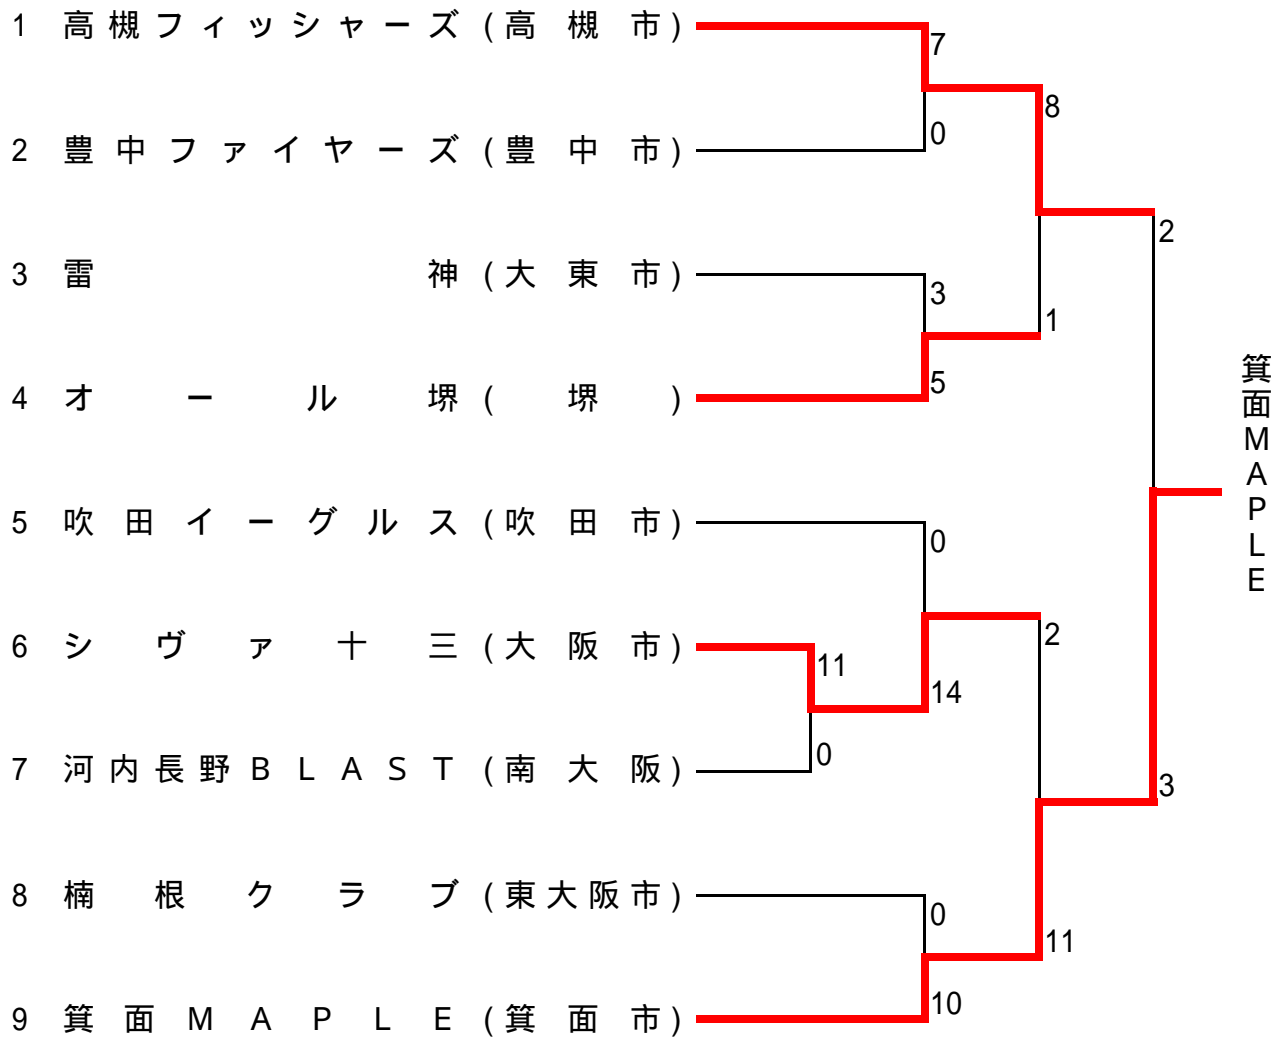 1 高槻フィッシャーズ (高槻市)
7
8
0
2 豊中ファイヤーズ (豊中市)
2
3 雷神 (大東市)
3
1
5
4 オール堺 (堺)
箕面MAPLE
5 吹田イーグルス (吹田市)
0
2
6 シヴァ十三 (大阪市)
11
14
0
7 河内長野BLAST (南大阪)
3
8 楠根クラブ (東大阪市)
0
11
10
9 箕面MAPLE (箕面市)